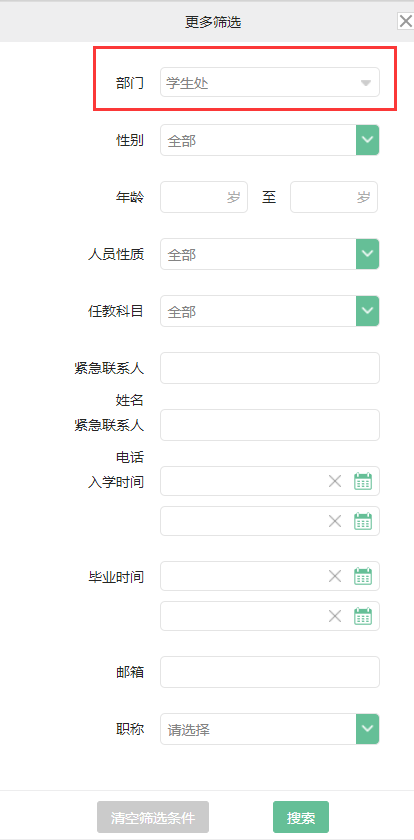 更多筛选
部门 学生处
性别 全部
年龄 岁 至 岁
人员性质 全部
任教科目 全部
紧急联系人
姓名
紧急联系人
电话
入学时间
毕业时间
邮箱
职称 请选择
清空筛选条件 搜索